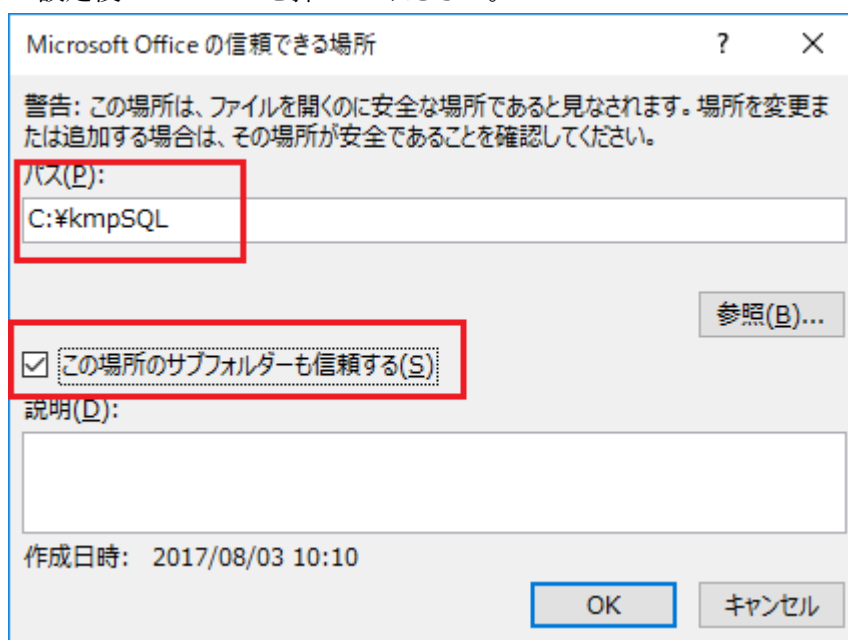 Microsoft Office の信頼できる場所
?
×
警告: この場所は、ファイルを開くのに安全な場所であると見なされます。場所を変更ま
たは追加する場合は、その場所が安全であることを確認してください。
パス(P):
C:¥kmpSQL
参照(B)...
この場所のサブフォルダーも信頼する(S)
説明(D):
作成日時: 2017/08/03 10:10
OK
キャンセル